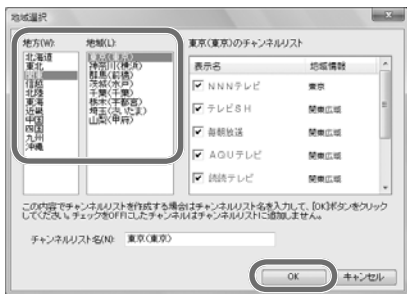 地域選択
地方(W): 地域(L): 東京(東京)のチャンネルリスト
北海道
東北
関東
信越
北陸
東海
近畿
中国
四国
九州
沖縄
東京(東京)
神奈川(横浜)
群馬(前橋)
茨城(水戸)
千葉(千葉)
栃木(宇都宮)
埼玉(さいたま)
山梨(甲府)
表示名 地域情報
NNNテレビ 東京
テレビ8H 関東広域
毎朝放送 関東広域
AQUテレビ 関東広域
読読テレビ 関東広域
この内容でチャンネルリストを作成する場合はチャンネルリスト名を入力して、[OK]ボタンをクリック
してください。チェックをOFFにしたチャンネルはチャンネルリストに追加しません。
チャンネルリスト名(N): 東京(東京)
OK キャンセル